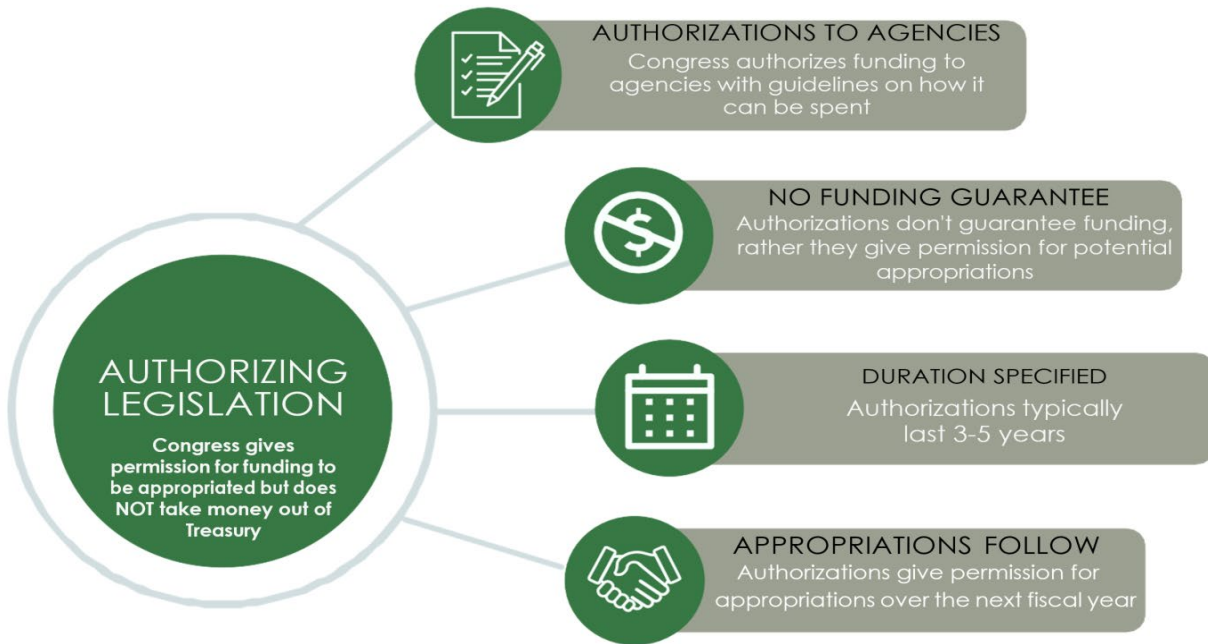 AUTHORIZATIONS TO AGENCIES
Congress authorizes funding to
agencies with guidelines on how it
can be spent
NO FUNDING GUARANTEE
Authorizations don't guarantee funding,
rather they give permission for potential
appropriations
AUTHORIZING
LEGISLATION
Congress gives
permission for funding to
be appropriated but does
NOT take money out of
Treasury
DURATION SPECIFIED
Authorizations typically
last 3-5 years
APPROPRIATIONS FOLLOW
Authorizations give permission for
appropriations over the next fiscal year